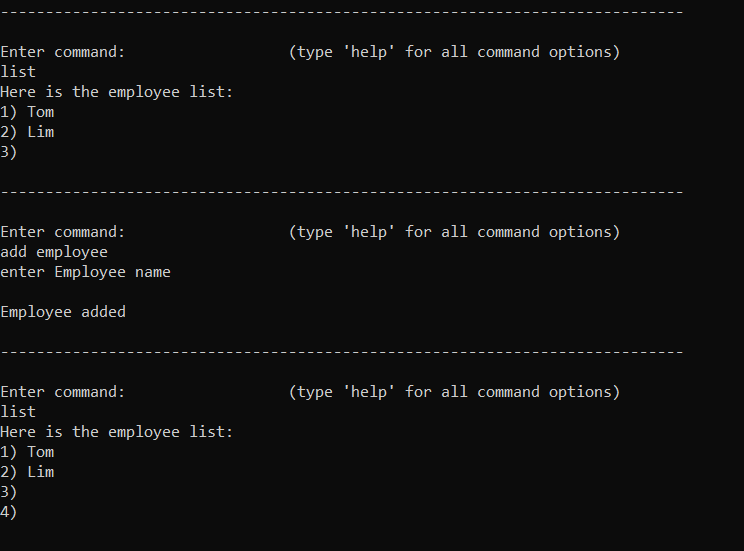 ----------------------------------------------------------------------------
Enter command:                  (type 'help' for all command options)
list
Here is the employee list:
1) Tom
2) Lim
3)
----------------------------------------------------------------------------
Enter command:                  (type 'help' for all command options)
add employee
enter Employee name
Employee added
----------------------------------------------------------------------------
Enter command:                  (type 'help' for all command options)
list
Here is the employee list:
1) Tom
2) Lim
3)
4)